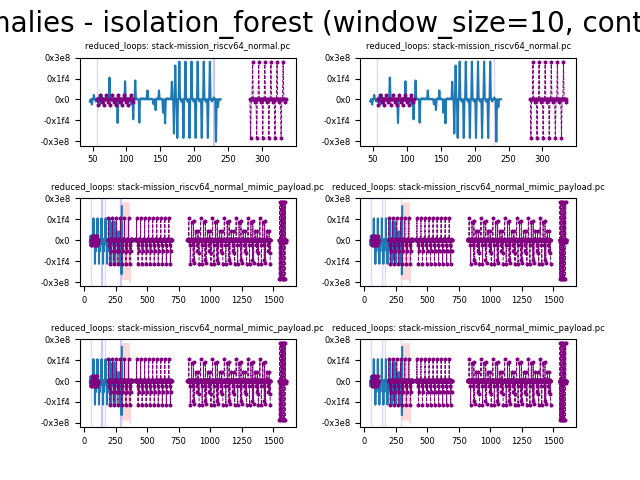 nalies - isolation_forest (window_size=10, cont
reduced_loops: stack-mission_riscv64_normal.pc
reduced_loops: stack-mission_riscv64_normal.pc
0x3e8
0x1f4
0x0
-0x1f4
-0x3e8
50 100 150 200 250 300
0x3e8
0x1f4
0x0
-0x1f4
-0x3e8
50 100 150 200 250 300
reduced_loops: stack-mission_riscv64_normal_mimic_payload.pc
reduced_loops: stack-mission_riscv64_normal_mimic_payload.pc
0x3e8
0x1f4
0x0
-0x1f4
-0x3e8
0 250 500 750 1000 1250 1500
0x3e8
0x1f4
0x0
-0x1f4
-0x3e8
0 250 500 750 1000 1250 1500
reduced_loops: stack-mission_riscv64_normal_mimic_payload.pc
reduced_loops: stack-mission_riscv64_normal_mimic_payload.pc
0x3e8
0x1f4
0x0
-0x1f4
-0x3e8
0 250 500 750 1000 1250 1500
0x3e8
0x1f4
0x0
-0x1f4
-0x3e8
0 250 500 750 1000 1250 1500